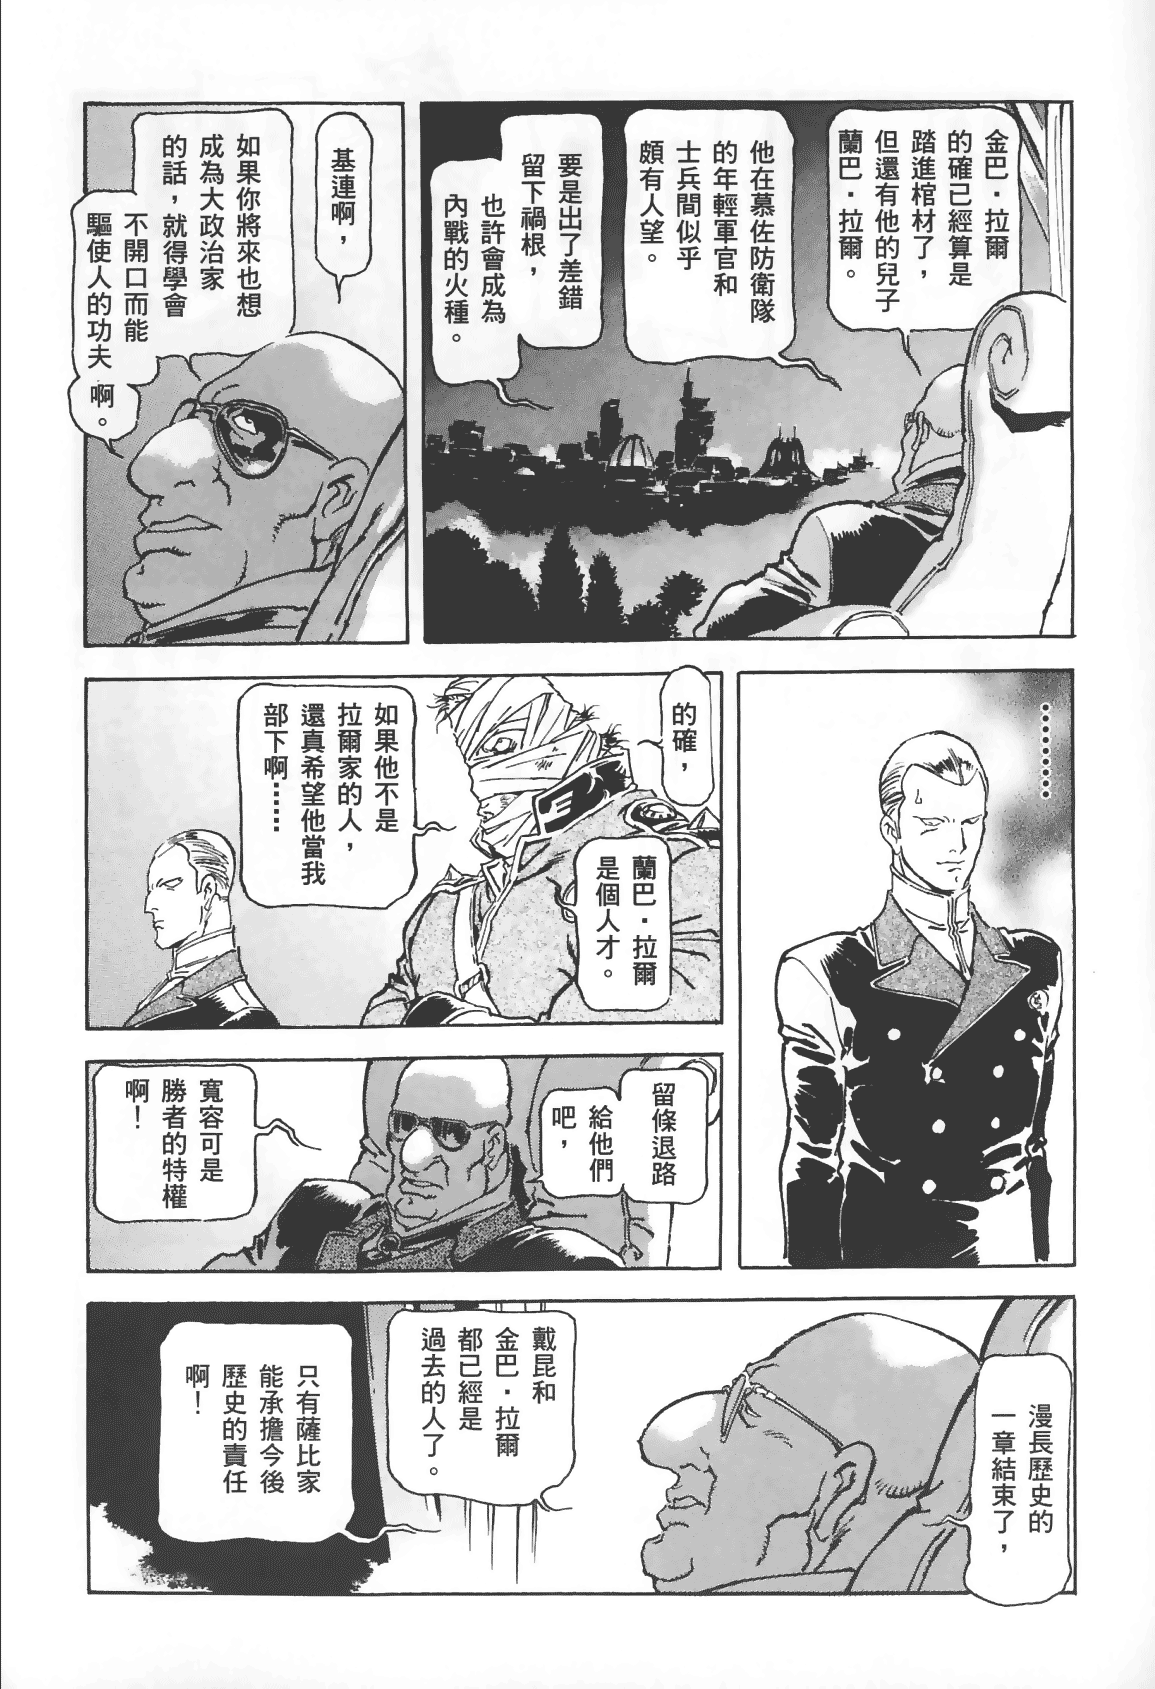 金巴・拉爾
的確已經算是
踏進棺材了，
但還有他的兒子
蘭巴・拉爾。
他在慕佐防衛隊
的年輕軍官和
士兵間似乎
頗有人望。
要是出了差錯
留下禍根，
也許會成為
內戰的火種。
基連啊，
如果你將來也想
成為大政治家
的話，就得學會
不開口而能
驅使人的功夫
啊。
…………
的確，
蘭巴・拉爾
是個人才。
如果他不是
拉爾家的人，
還真希望他當我
部下啊……
留條退路
給他們
吧，
寬容可是
勝者的特權
啊！
漫長歷史的
一章結束了，
戴昆和
金巴・拉爾
都已經是
過去的人了。
只有薩比家
能承擔今後
歷史的責任
啊！